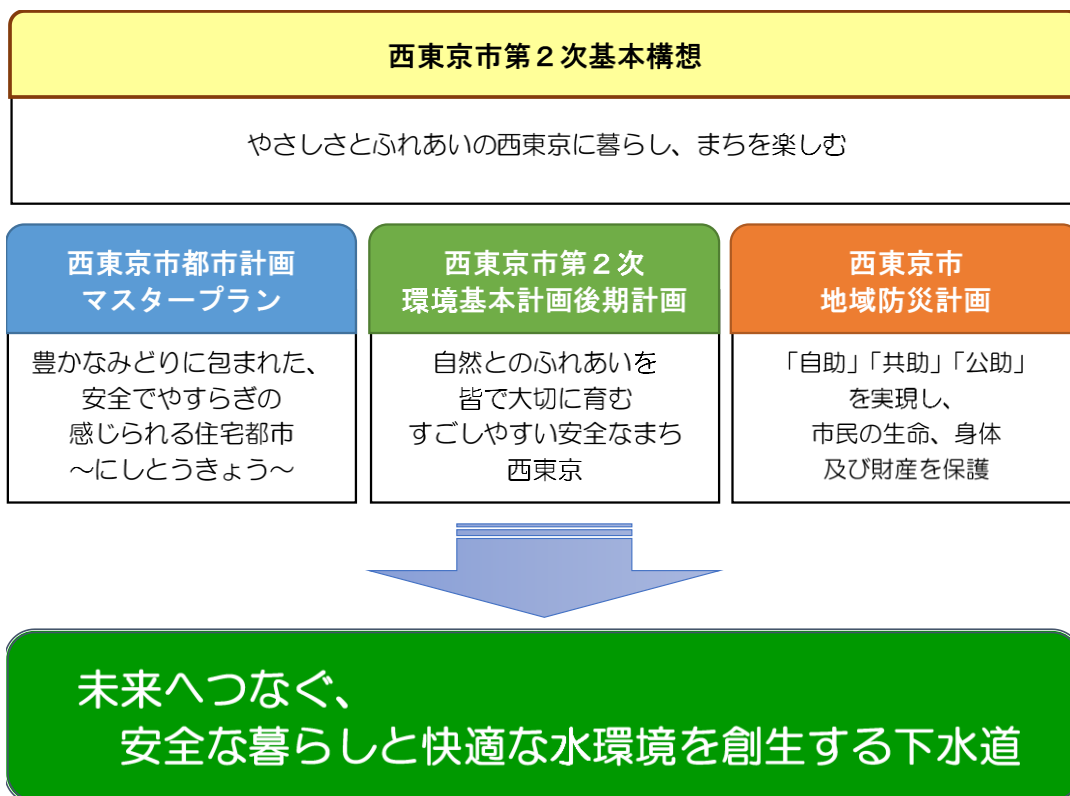 西東京市第２次基本構想
やさしさとふれあいの西東京に暮らし、まちを楽しむ
西東京市都市計画
マスタープラン
豊かなみどりに包まれた、
安全でやすらぎの
感じられる住宅都市
～にしとうきょう～
西東京市第２次
環境基本計画後期計画
自然とのふれあいを
皆で大切に育む
すごしやすい安全なまち
西東京
西東京市
地域防災計画
「自助」「共助」「公助」
を実現し、
市民の生命、身体
及び財産を保護
未来へつなぐ、
安全な暮らしと快適な水環境を創生する下水道